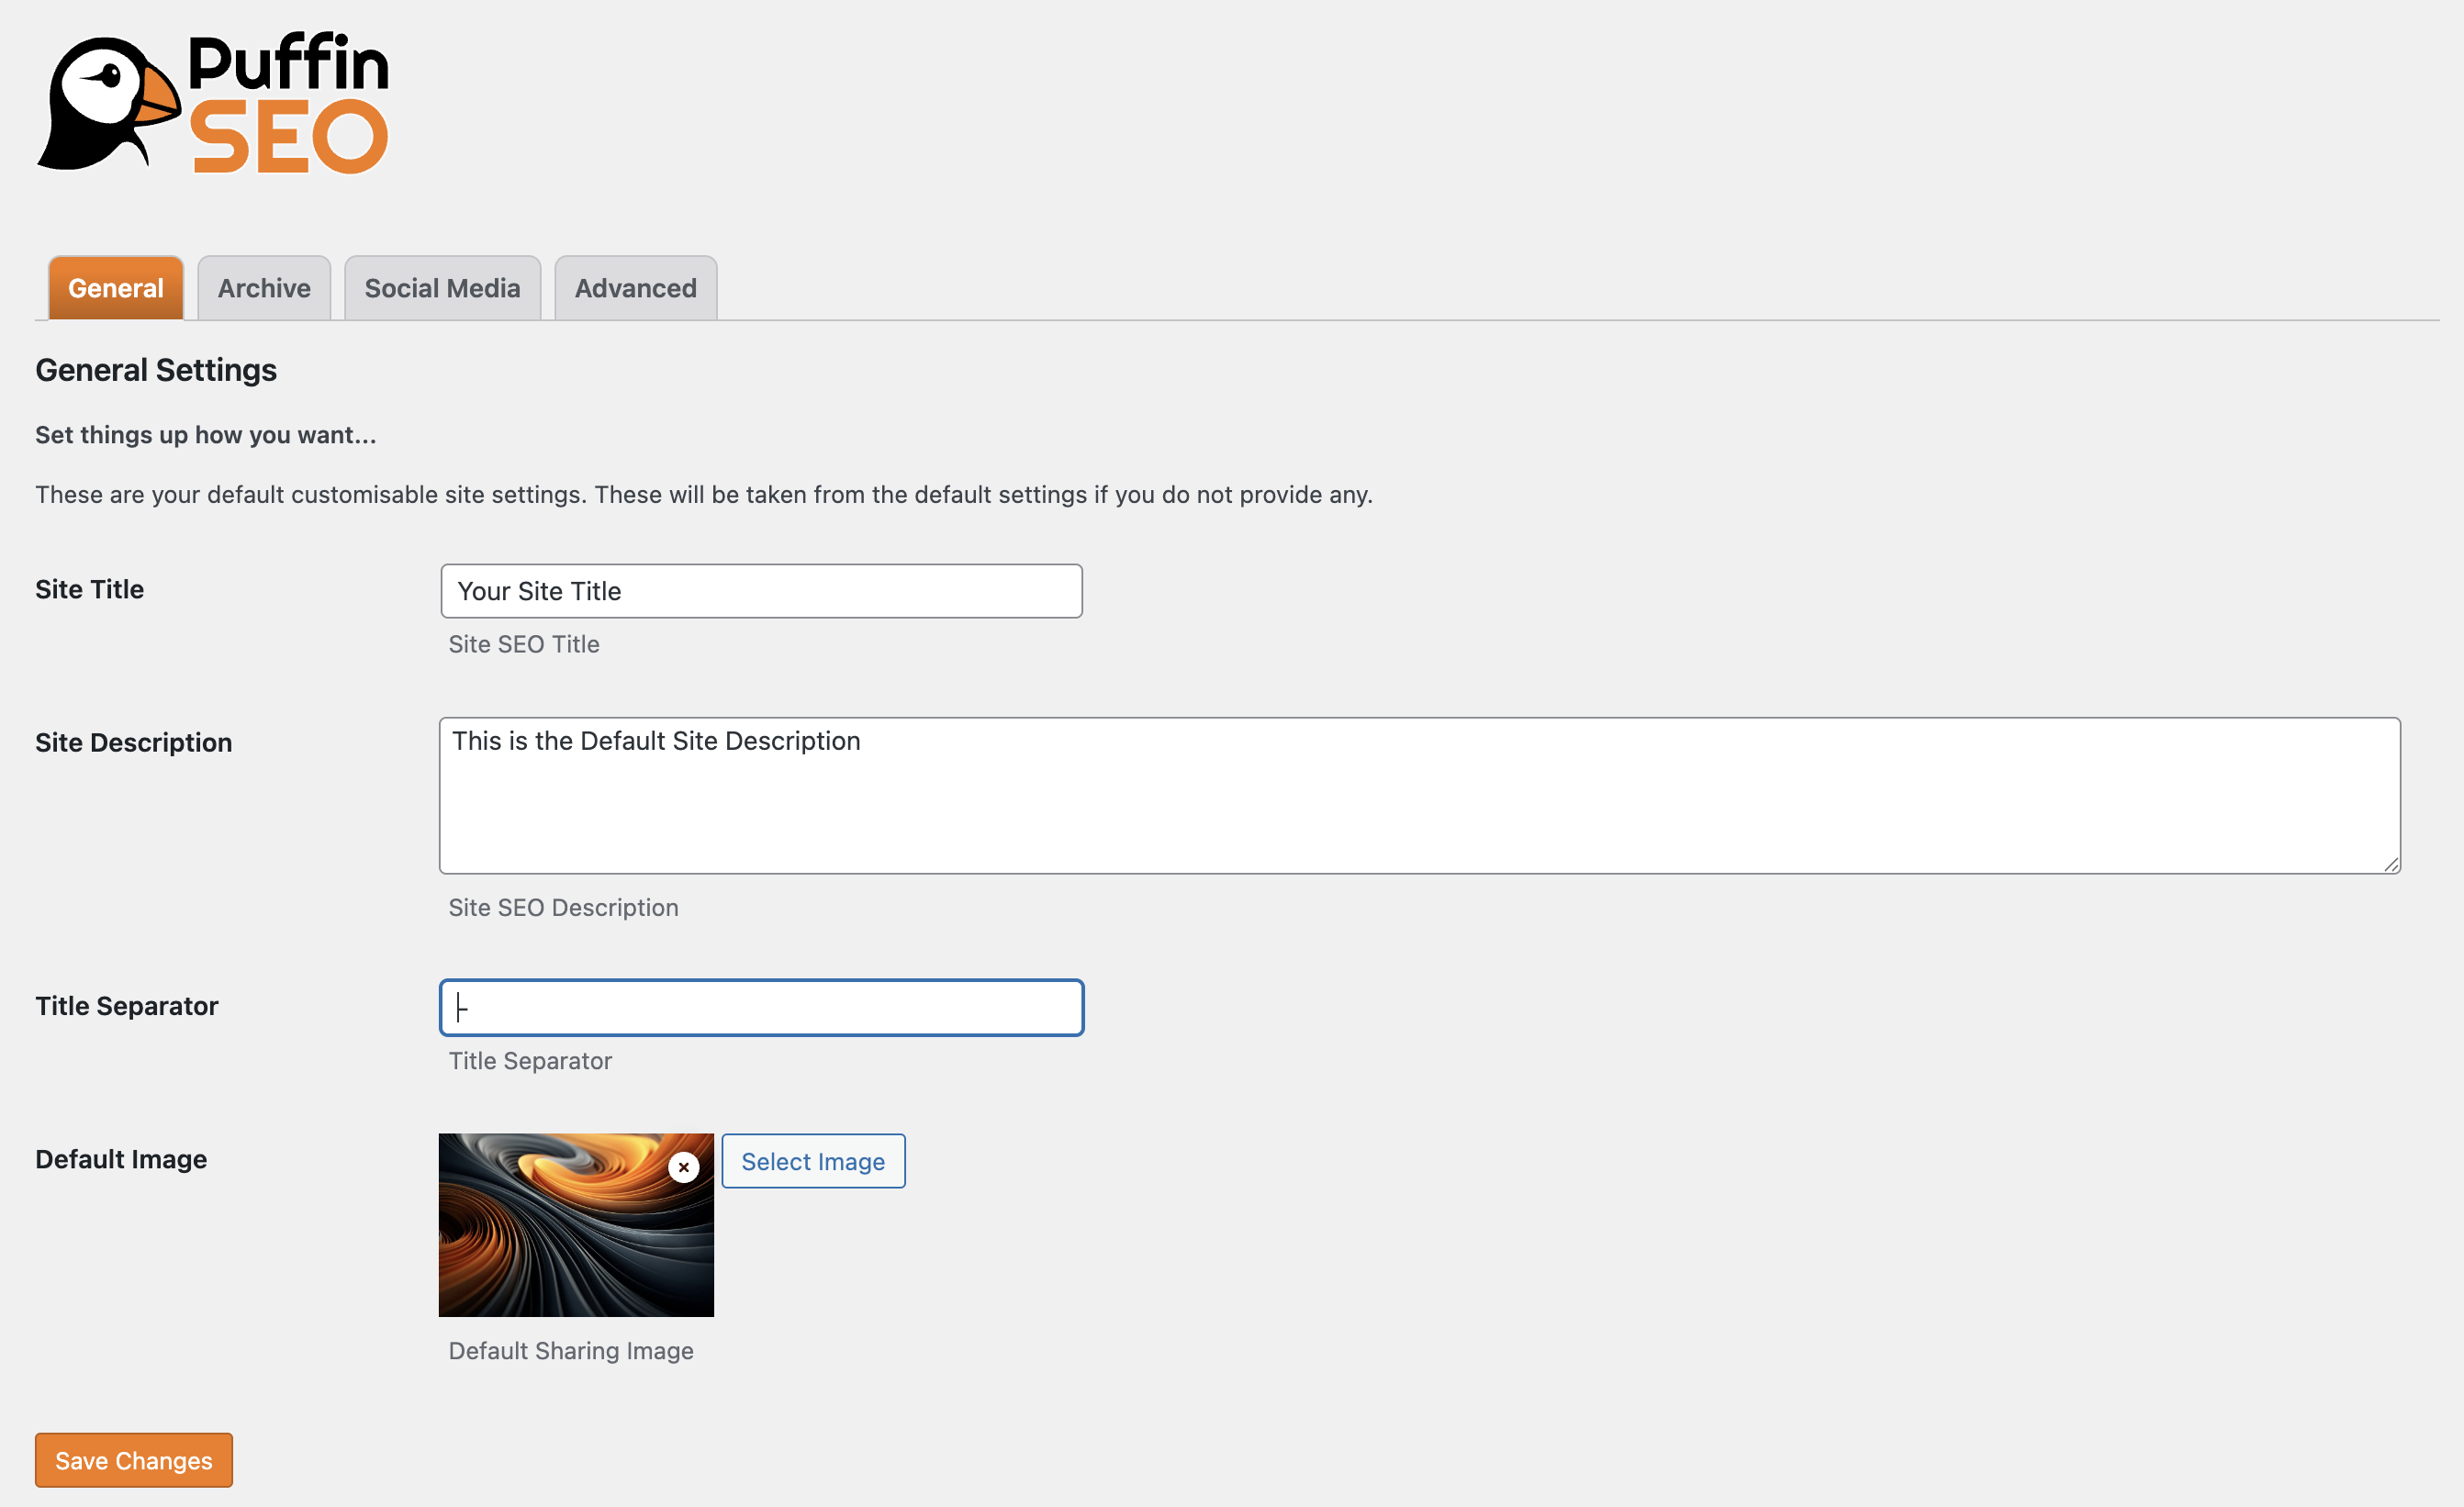 Puffin
SEO
General Archive Social Media Advanced
General Settings
Set things up how you want...
These are your default customisable site settings. These will be taken from the default settings if you do not provide any.
Site Title Your Site Title
Site SEO Title
Site Description This is the Default Site Description
Site SEO Description
Title Separator -
Title Separator
Default Image Select Image
Default Sharing Image
Save Changes